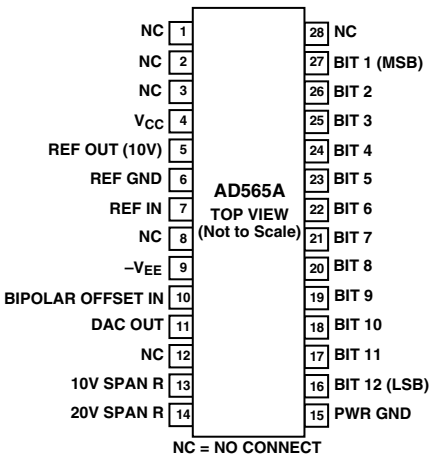 NC 1
NC 2
NC 3
VCC 4
REF OUT (10V) 5
REF GND 6
REF IN 7
NC 8
–VEE 9
BIPOLAR OFFSET IN 10
DAC OUT 11
NC 12
10V SPAN R 13
20V SPAN R 14
AD565A
TOP VIEW
(Not to Scale)
28 NC
27 BIT 1 (MSB)
26 BIT 2
25 BIT 3
24 BIT 4
23 BIT 5
22 BIT 6
21 BIT 7
20 BIT 8
19 BIT 9
18 BIT 10
17 BIT 11
16 BIT 12 (LSB)
15 PWR GND
NC = NO CONNECT